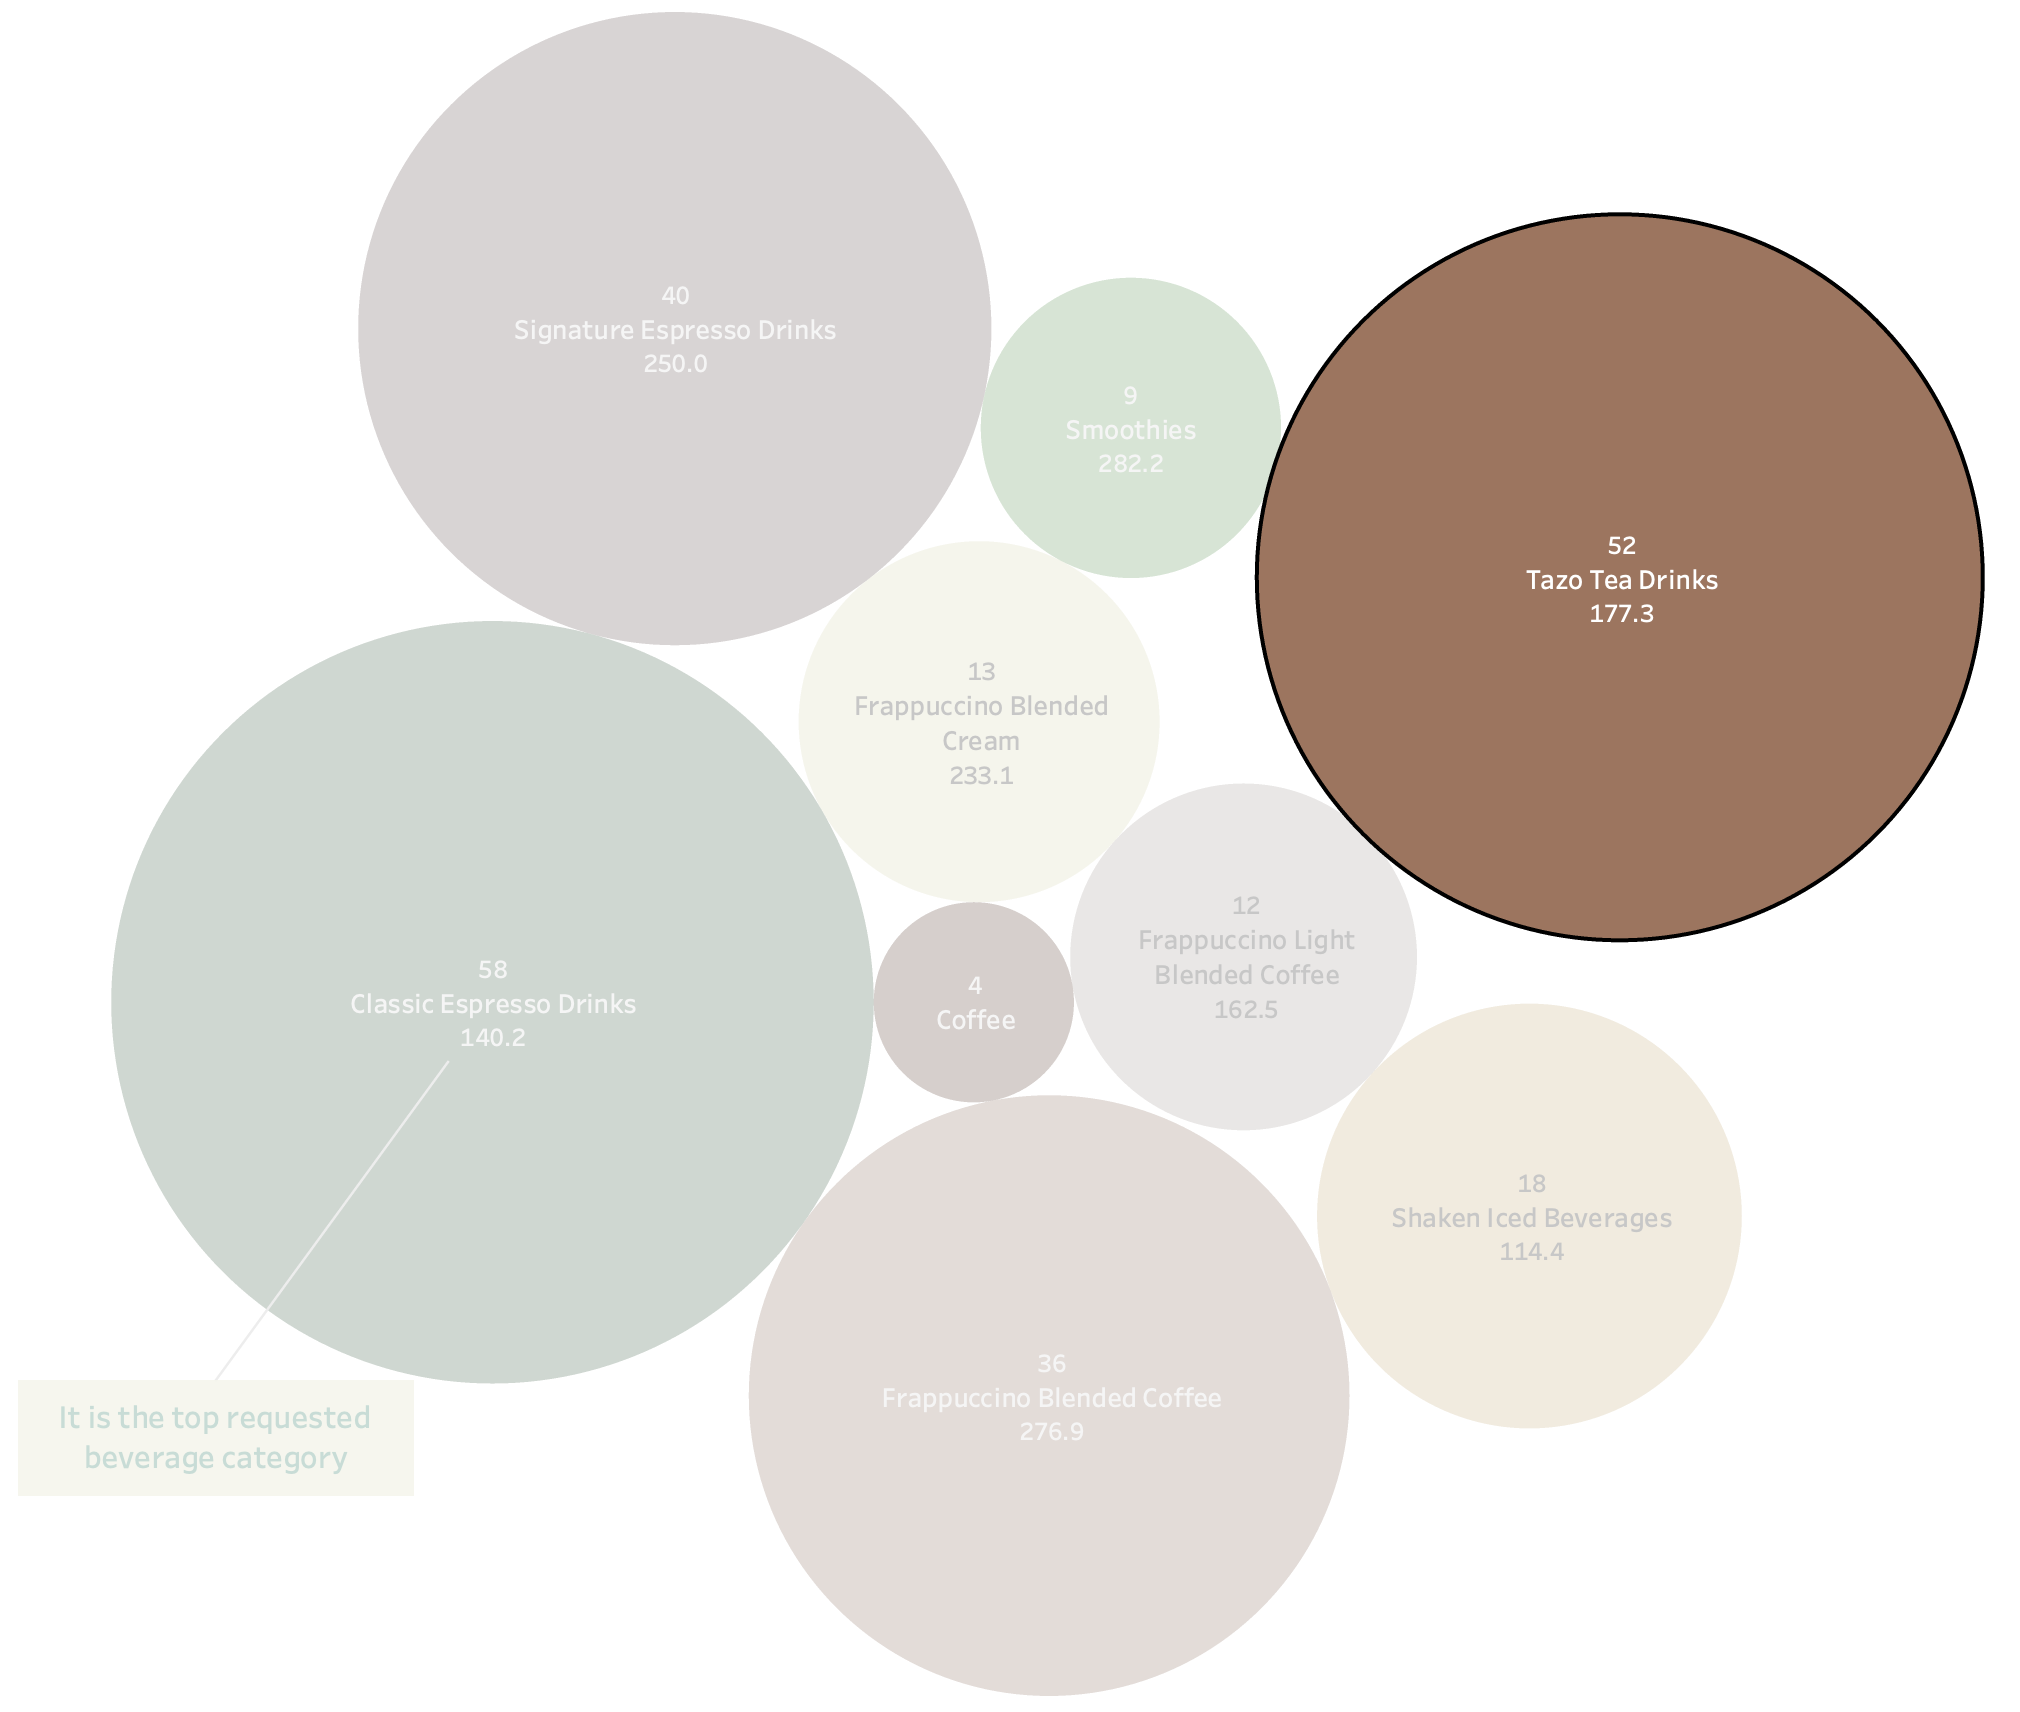 40
Signature Espresso Drinks
250.0
9
Smoothies
282.2
52
Tazo Tea Drinks
177.3
13
Frappuccino Blended
Cream
233.1
12
Frappuccino Light
Blended Coffee
162.5
58
Classic Espresso Drinks
140.2
4
Coffee
18
Shaken Iced Beverages
114.4
36
Frappuccino Blended Coffee
276.9
It is the top requested
beverage category